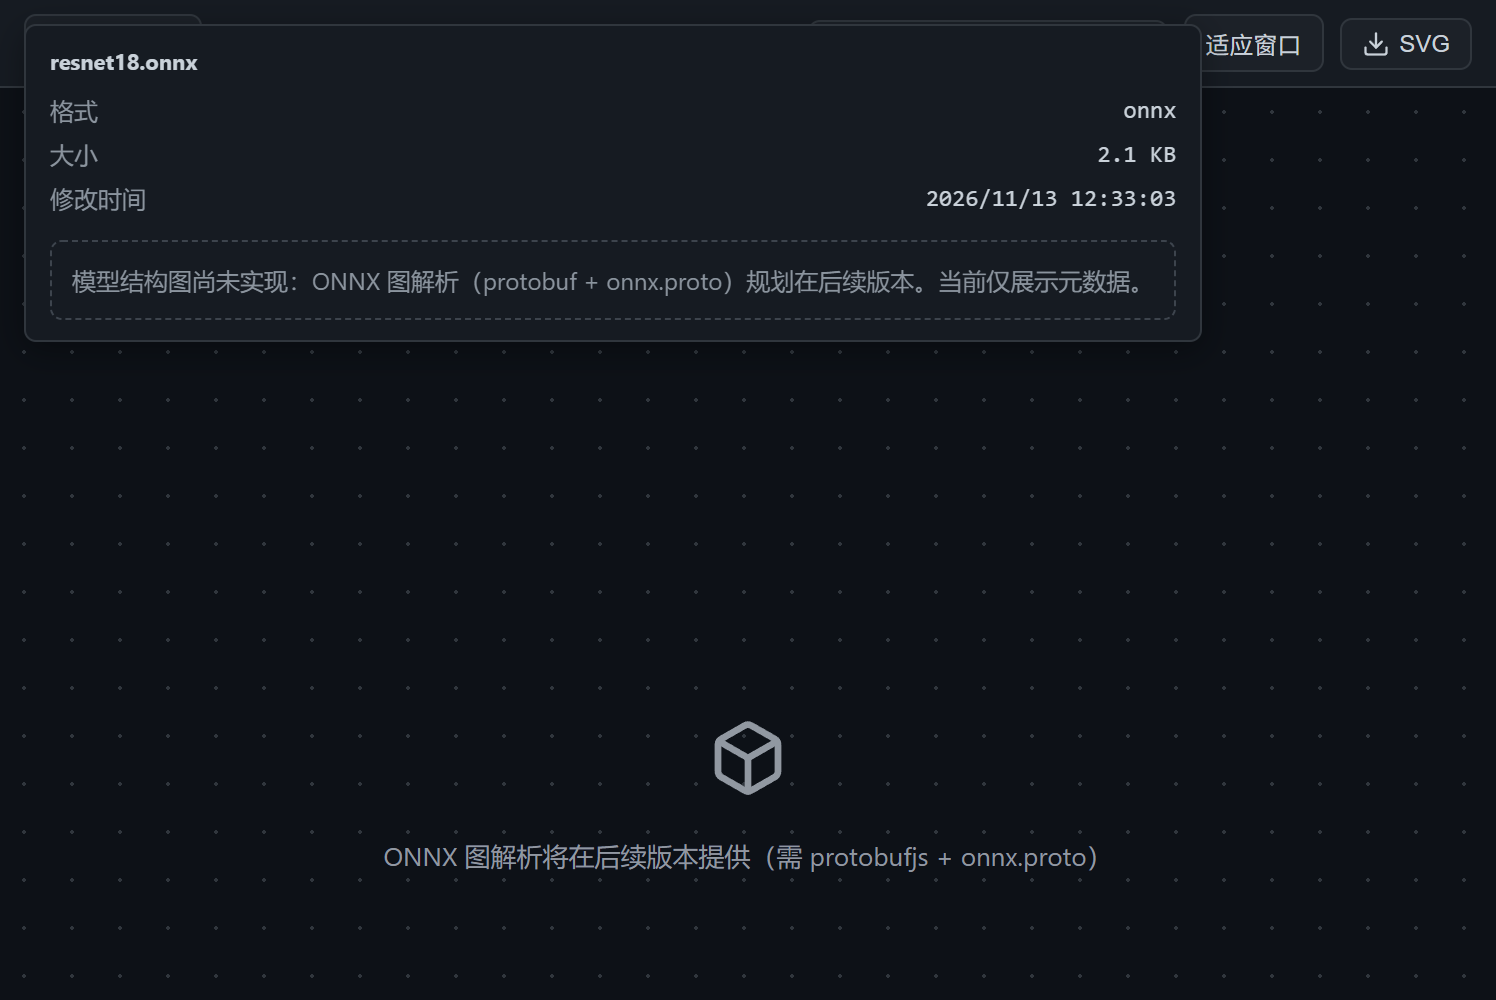 resnet18.onnx
适应窗口
SVG
格式 onnx
大小 2.1 KB
修改时间 2026/11/13 12:33:03
模型结构图尚未实现：ONNX 图解析（protobuf + onnx.proto）规划在后续版本。当前仅展示元数据。
ONNX 图解析将在后续版本提供（需 protobufjs + onnx.proto）